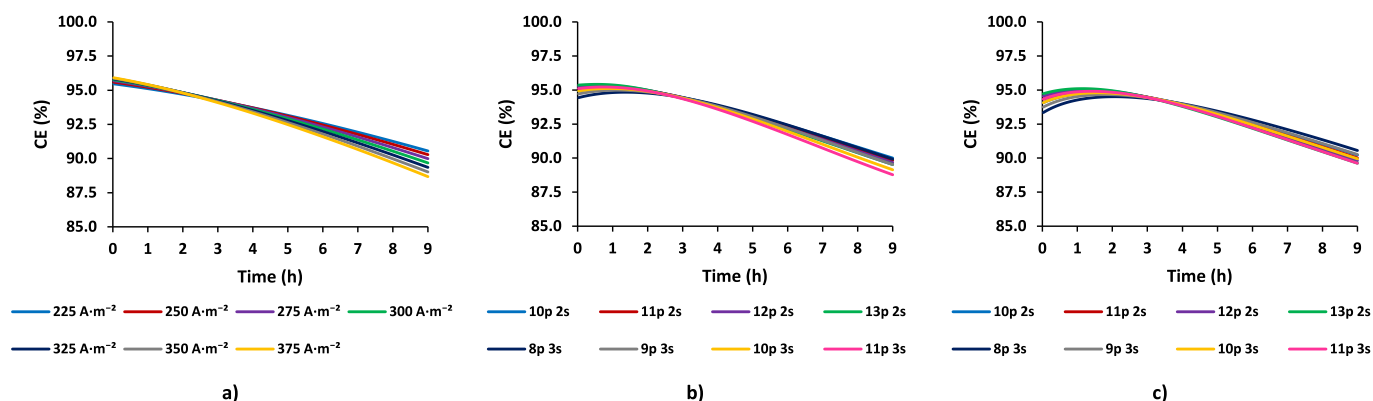 100.0
97.5
95.0
92.5
90.0
87.5
85.0
CE (%)
0 1 2 3 4 5 6 7 8 9
Time (h)
225 A·m⁻² 250 A·m⁻² 275 A·m⁻² 300 A·m⁻²
325 A·m⁻² 350 A·m⁻² 375 A·m⁻²
a)
100.0
97.5
95.0
92.5
90.0
87.5
85.0
CE (%)
0 1 2 3 4 5 6 7 8 9
Time (h)
10p 2s 11p 2s 12p 2s 13p 2s
8p 3s 9p 3s 10p 3s 11p 3s
b)
100.0
97.5
95.0
92.5
90.0
87.5
85.0
CE (%)
0 1 2 3 4 5 6 7 8 9
Time (h)
10p 2s 11p 2s 12p 2s 13p 2s
8p 3s 9p 3s 10p 3s 11p 3s
c)